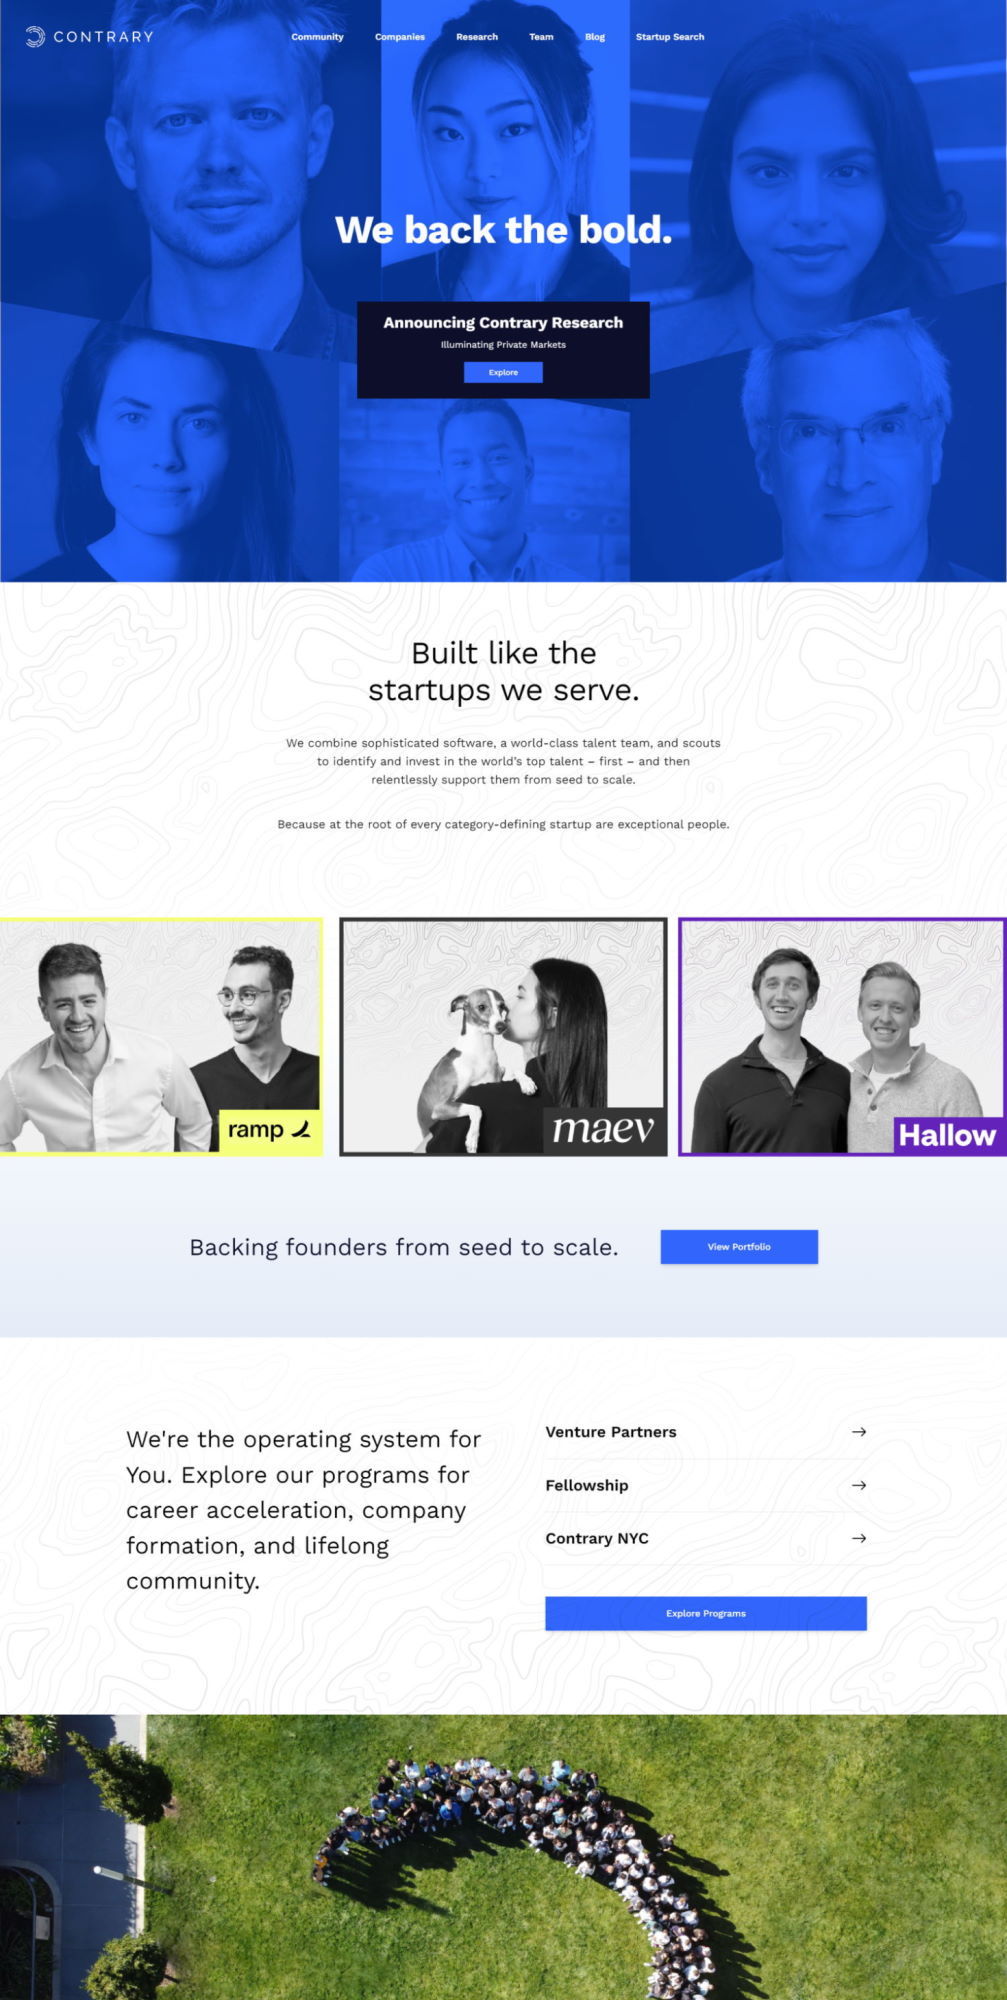 CONTRARY
Community Companies Research Team Blog Startup Search
We back the bold.
Announcing Contrary Research
Illuminating Private Markets
Explore
Built like the
startups we serve.
We combine sophisticated software, a world-class talent team, and scouts
to identify and invest in the world's top talent – first – and then
relentlessly support them from seed to scale.
Because at the root of every category-defining startup are exceptional people.
ramp
maev
Hallow
Backing founders from seed to scale.
View Portfolio
We're the operating system for
You. Explore our programs for
career acceleration, company
formation, and lifelong
community.
Venture Partners
Fellowship
Contrary NYC
Explore Programs